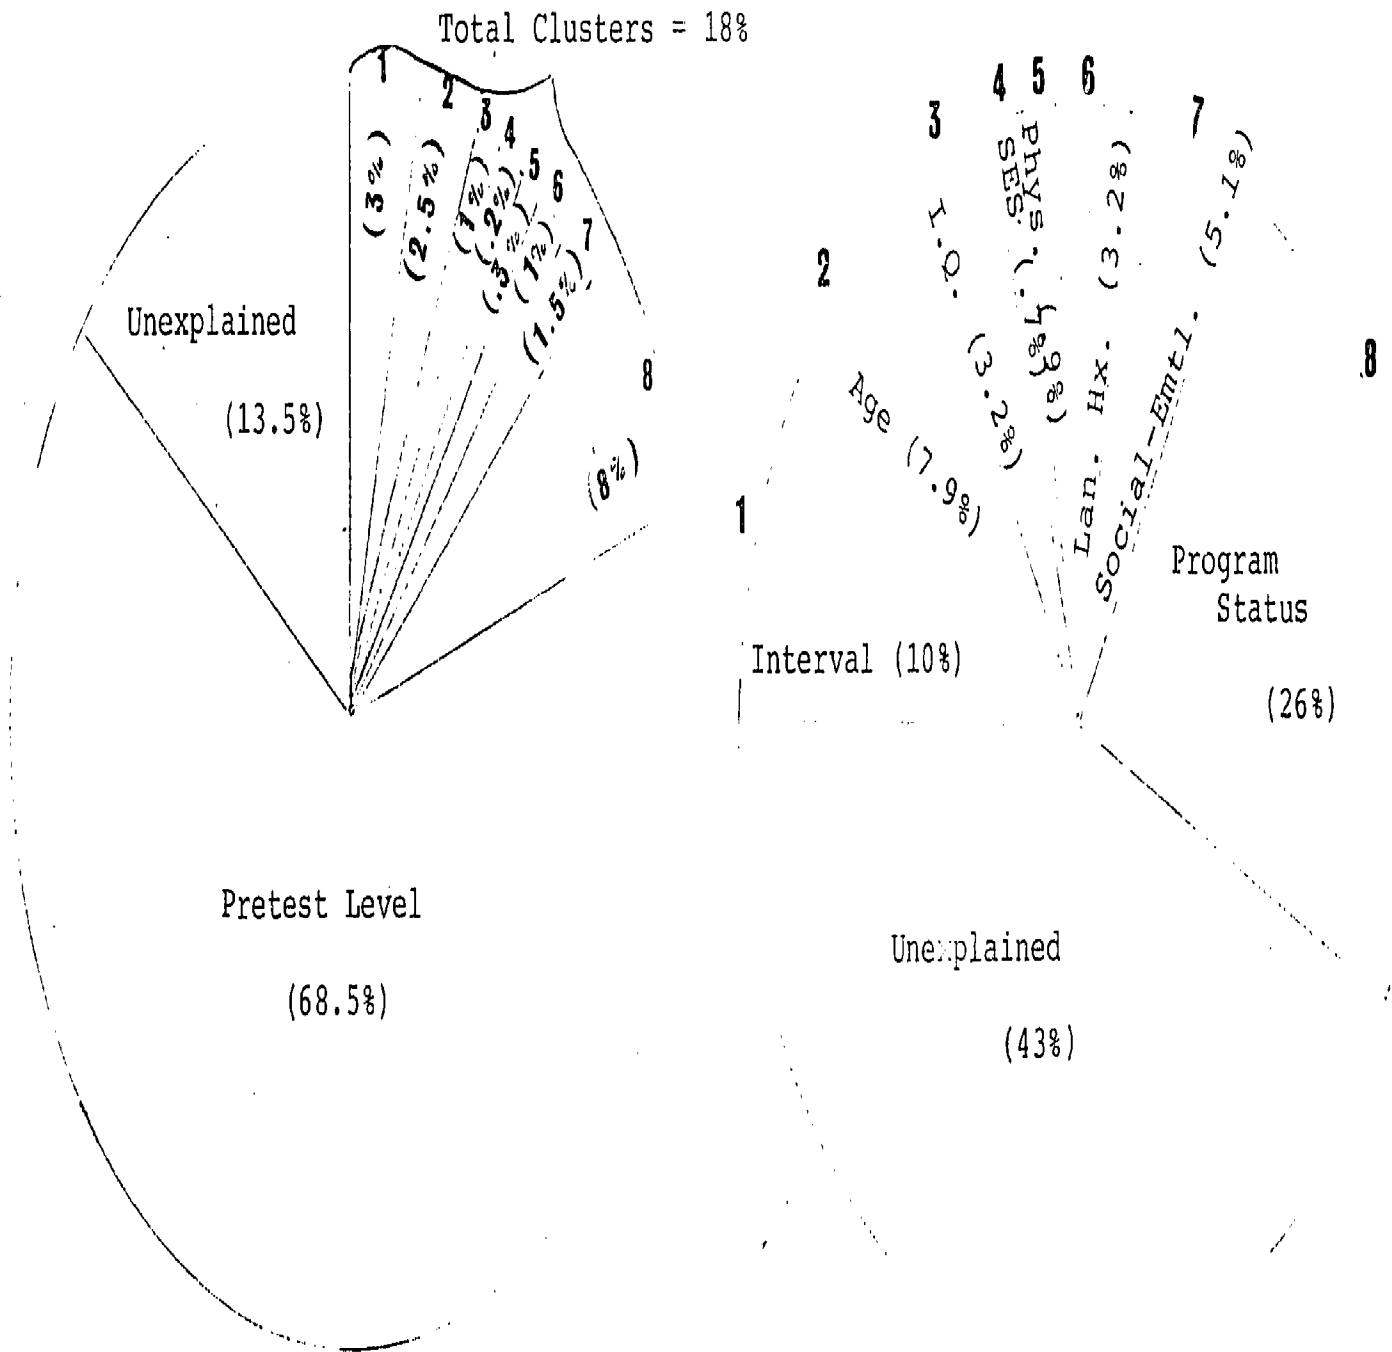 Total Clusters = 18%
1
2
3
4
5
6
7
8
(3%)
(2.5%)
(1%)
(.2%)
(.3%)
(1%)
(1.5%)
(8%)
Unexplained
(13.5%)
Pretest Level
(68.5%)
1
2
3
4
5
6
7
8
Interval (10%)
Age (7.9%)
I.Q. (3.2%)
SES
Phys.
Lan. Hx. (3.2%)
Social-Emtl. (5.1%)
Program
Status
(26%)
Unexplained
(43%)